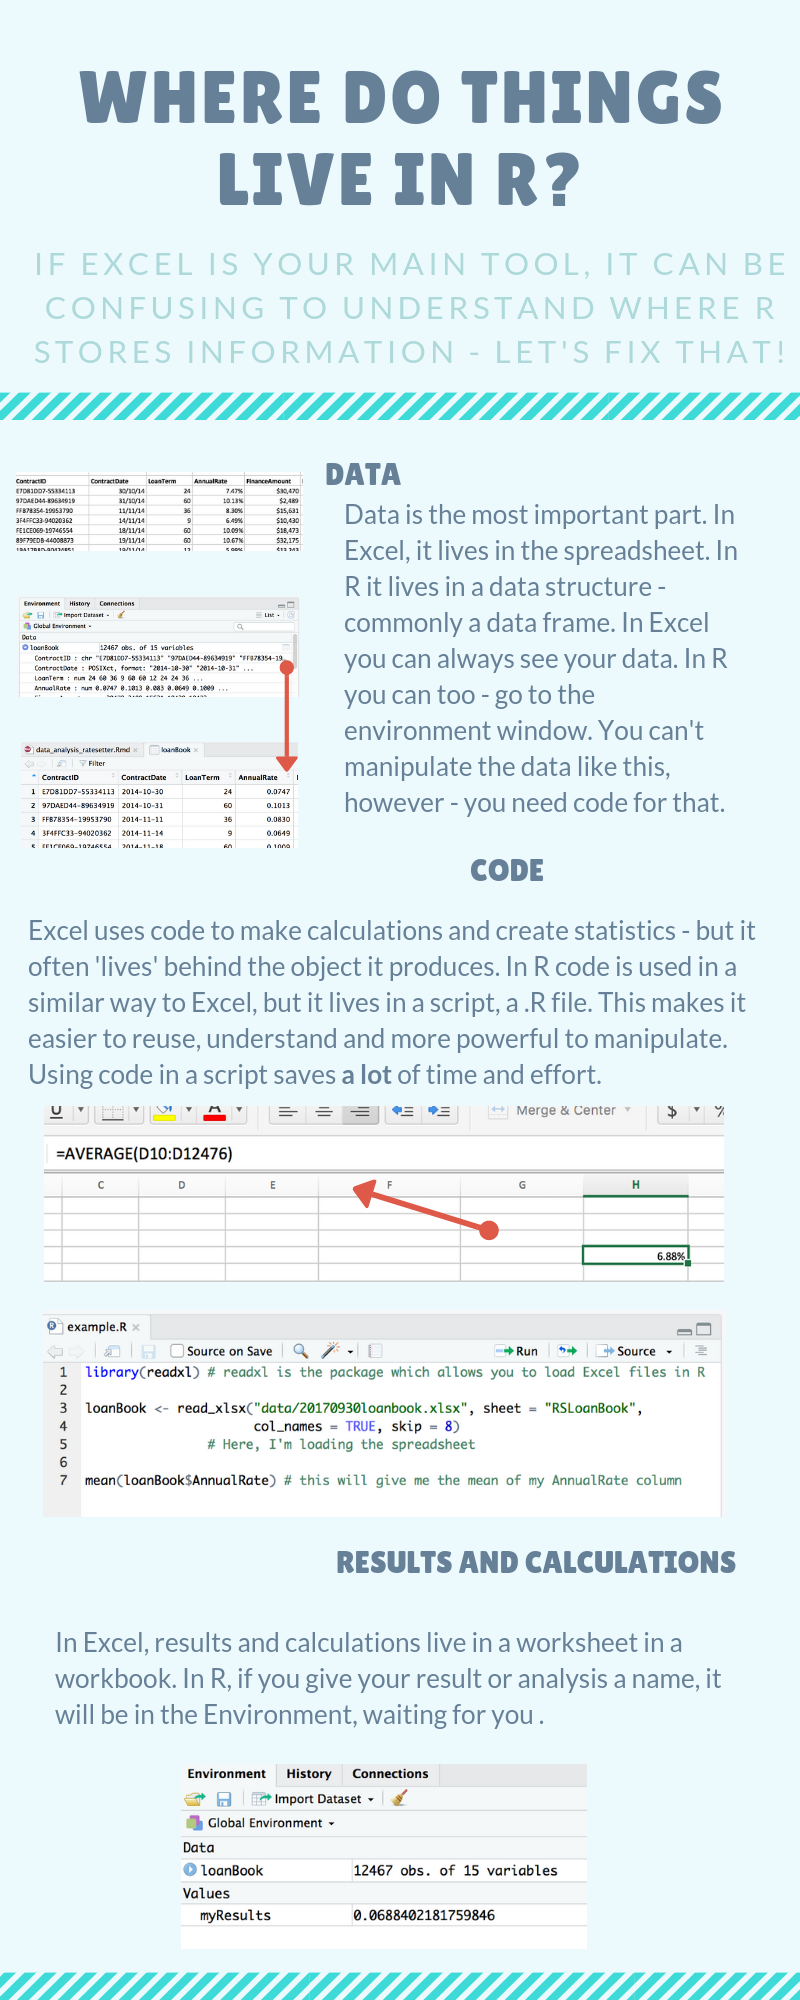 WHERE DO THINGS
LIVE IN R?
IF EXCEL IS YOUR MAIN TOOL, IT CAN BE
CONFUSING TO UNDERSTAND WHERE R
STORES INFORMATION - LET'S FIX THAT!
ContractID ContractDate LoanTerm AnnualRate FinanceAmount
E7D81DD7-55334113 30/10/14 24 7.47% $30,470
97DAED44-89634919 31/10/14 60 10.13% $2,489
FFB78354-19953790 11/11/14 36 8.30% $15,631
3F4FFC33-94020362 14/11/14 9 6.49% $10,430
FE1CE069-19746554 18/11/14 60 10.09% $18,473
89F79ED8-44008873 19/11/14 60 10.67% $32,175
19/11/14 12 5.99% $13,243
Environment History Connections
Import Dataset List
Global Environment
Data
loanBook 12467 obs. of 15 variables
ContractID : chr "E7D81DD7-55334113" "97DAED44-89634919" "FFB78354-19
ContractDate : POSIXct, format: "2014-10-30" "2014-10-31" ...
LoanTerm : num 24 60 36 9 60 60 12 24 24 36 ...
AnnualRate : num 0.0747 0.1013 0.083 0.0649 0.1009 ...
data_analysis_ratesetter.Rmd loanBook
Filter
ContractID ContractDate LoanTerm AnnualRate
1 E7D81DD7-55334113 2014-10-30 24 0.0747
2 97DAED44-89634919 2014-10-31 60 0.1013
3 FFB78354-19953790 2014-11-11 36 0.0830
4 3F4FFC33-94020362 2014-11-14 9 0.0649
5 FE1CE069-19746554 2014-11-18 60 0.1009
DATA
Data is the most important part. In
Excel, it lives in the spreadsheet. In
R it lives in a data structure -
commonly a data frame. In Excel
you can always see your data. In R
you can too - go to the
environment window. You can't
manipulate the data like this,
however - you need code for that.
CODE
Excel uses code to make calculations and create statistics - but it
often 'lives' behind the object it produces. In R code is used in a
similar way to Excel, but it lives in a script, a .R file. This makes it
easier to reuse, understand and more powerful to manipulate.
Using code in a script saves a lot of time and effort.
U A Merge & Center $ %
=AVERAGE(D10:D12476)
C D E F G H
6.88%
example.R
Source on Save Run Source
1 library(readxl) # readxl is the package which allows you to load Excel files in R
2
3 loanBook <- read_xlsx("data/20170930loanbook.xlsx", sheet = "RSLoanBook",
4 col_names = TRUE, skip = 8)
5 # Here, I'm loading the spreadsheet
6
7 mean(loanBook$AnnualRate) # this will give me the mean of my AnnualRate column
RESULTS AND CALCULATIONS
In Excel, results and calculations live in a worksheet in a
workbook. In R, if you give your result or analysis a name, it
will be in the Environment, waiting for you .
Environment History Connections
Import Dataset
Global Environment
Data
loanBook 12467 obs. of 15 variables
Values
myResults 0.0688402181759846